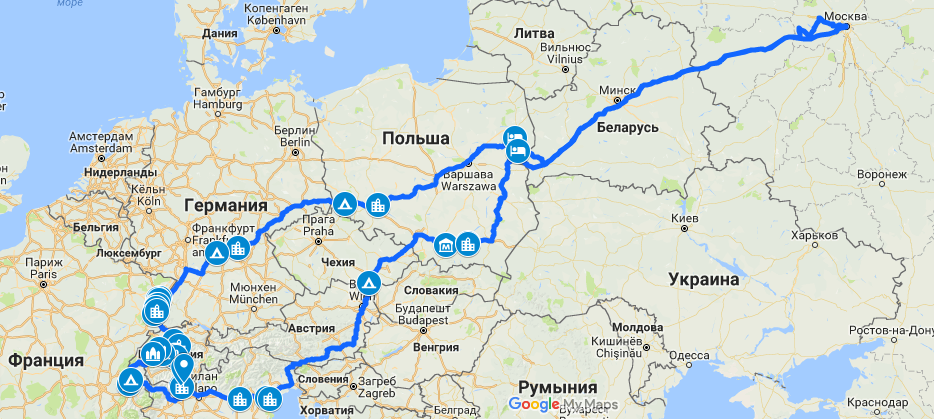 море
Копенгаген
København
Дания
Литва
Вильнюс
Vilnius
Москва
Минск
Беларусь
Гамбург
Hamburg
Берлин
Berlin
Польша
Варшава
Warszawa
Амстердам
Amsterdam
Нидерланды
Кёльн
Köln
Германия
Бельгия
Люксембург
Франкфурт
Прага
Praha
Чехия
Париж
Paris
Мюнхен
München
Воронеж
Киев
Харьков
Украина
Словакия
Будапешт
Budapest
Австрия
Венгрия
Молдова
Кишинёв
Chișinău
Одесса
Ростов-на-Дону
Франция
Словения
Загреб
Zagreb
Хорватия
Белград
Румыния
Бухарест
Краснодар
Google My Maps